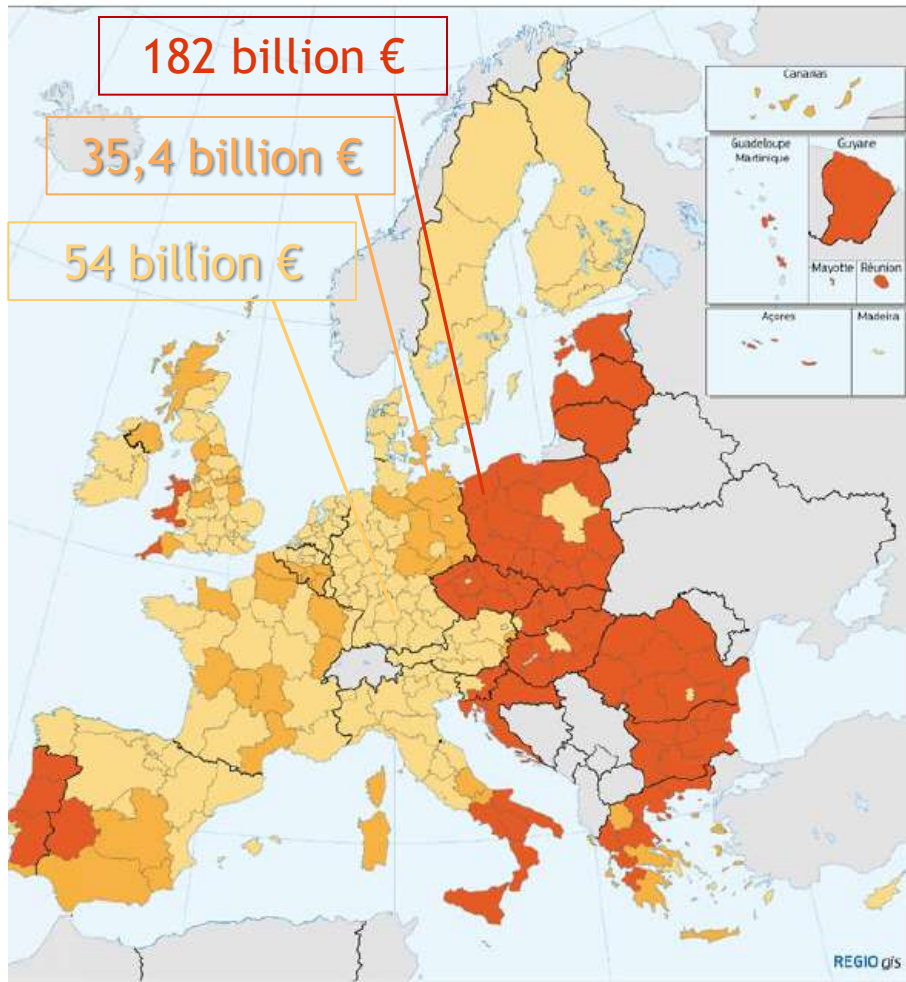 182 billion €
35,4 billion €
54 billion €
Canarias
Guadeloupe
Martinique
Guyane
Mayotte
Réunion
Açores
Madeira
REGIO gis